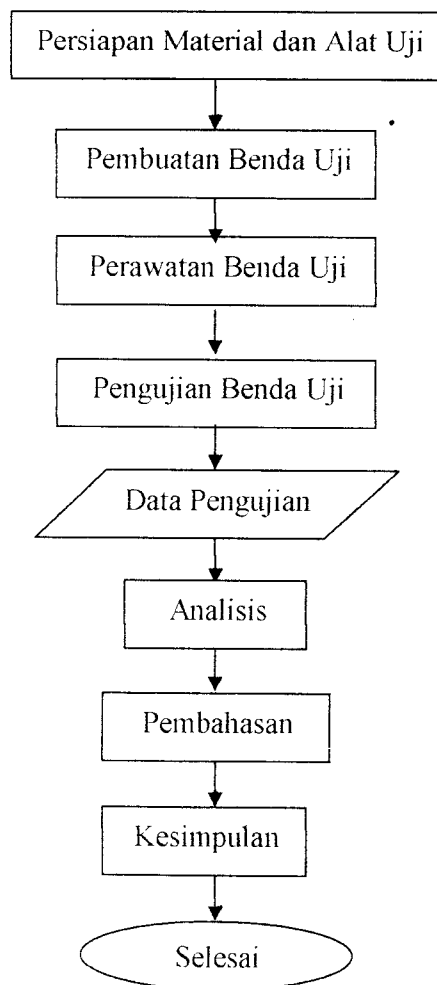 Persiapan Material dan Alat Uji
Pembuatan Benda Uji
Perawatan Benda Uji
Pengujian Benda Uji
Data Pengujian
Analisis
Pembahasan
Kesimpulan
Selesai